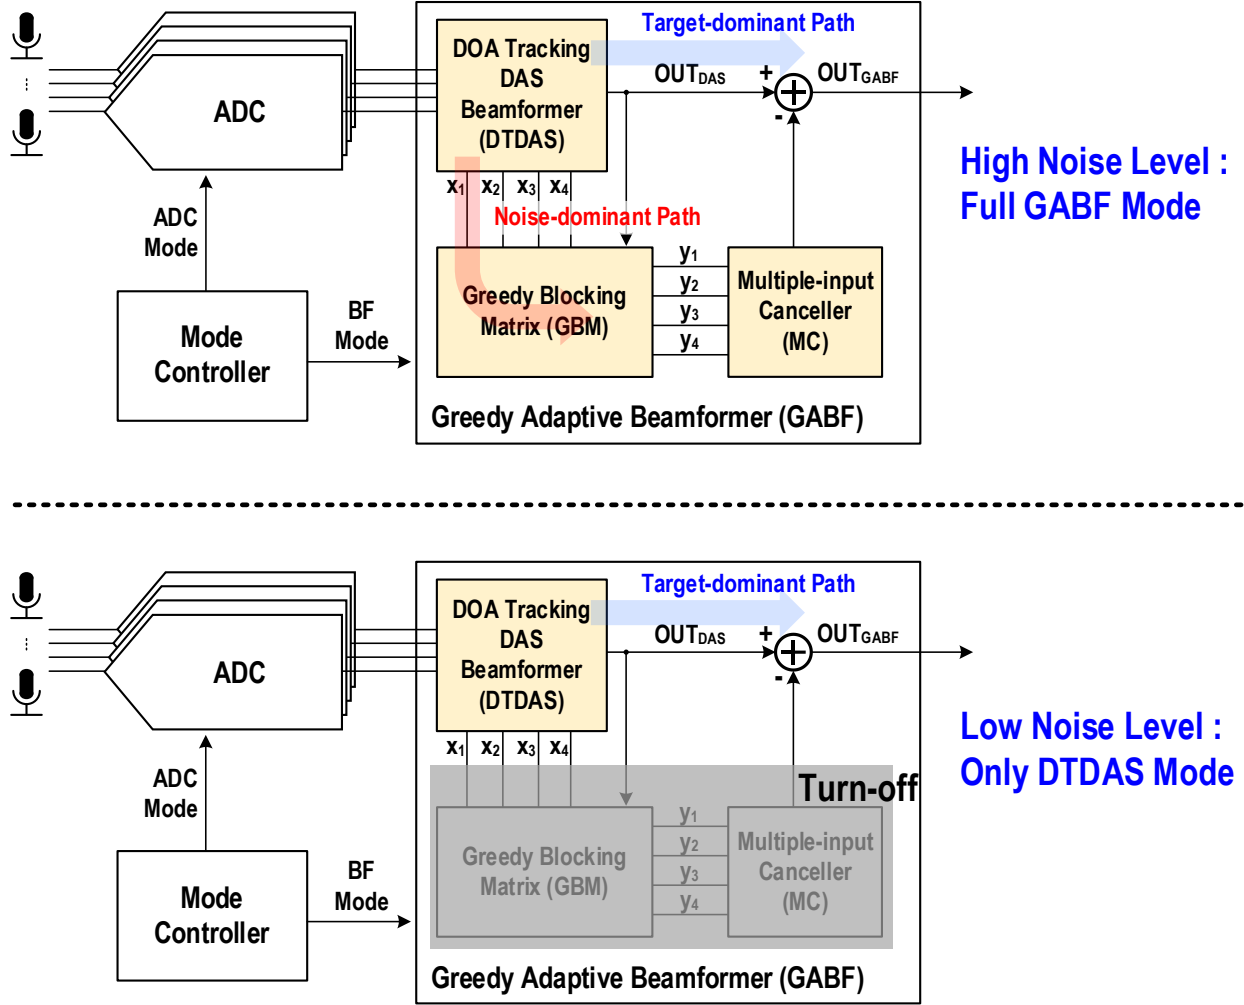 Target-dominant Path
DOA Tracking
DAS
Beamformer
(DTDAS)
OUT_DAS
+
-
OUT_GABF
ADC
x1 x2 x3 x4
Noise-dominant Path
High Noise Level :
Full GABF Mode
ADC
Mode
Mode
Controller
BF
Mode
Greedy Blocking
Matrix (GBM)
y1
y2
y3
y4
Multiple-input
Canceller
(MC)
Greedy Adaptive Beamformer (GABF)
Target-dominant Path
DOA Tracking
DAS
Beamformer
(DTDAS)
OUT_DAS
+
-
OUT_GABF
ADC
x1 x2 x3 x4
Low Noise Level :
Only DTDAS Mode
Turn-off
ADC
Mode
Mode
Controller
BF
Mode
Greedy Blocking
Matrix (GBM)
y1
y2
y3
y4
Multiple-input
Canceller
(MC)
Greedy Adaptive Beamformer (GABF)